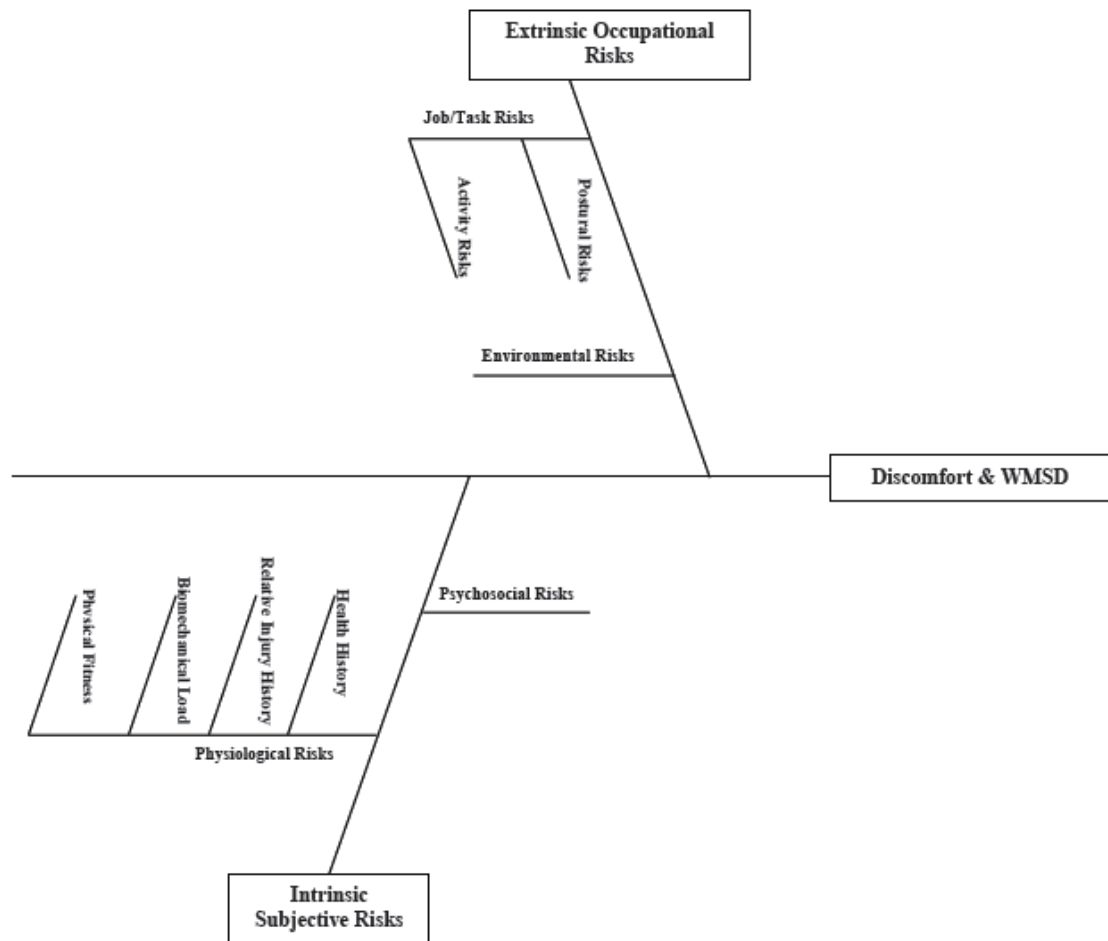 Extrinsic Occupational
Risks
Job/Task Risks
Activity Risks
Postural Risks
Environmental Risks
Discomfort & WMSD
Psychosocial Risks
Physical Fitness
Biomechanical Load
Relative Injury History
Health History
Physiological Risks
Intrinsic
Subjective Risks